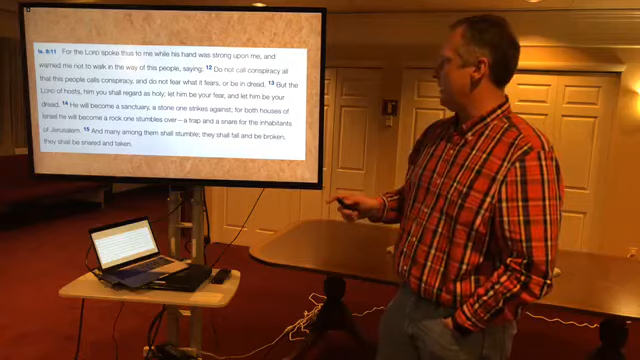 Is. 8:11 For the LORD spoke thus to me while his hand was strong upon me, and
warned me not to walk in the way of this people, saying: 12 Do not call conspiracy all
that this people calls conspiracy, and do not fear what it fears, or be in dread. 13 But the
LORD of hosts, him you shall regard as holy; let him be your fear, and let him be your
dread. 14 He will become a sanctuary, a stone one strikes against; for both houses of
Israel he will become a rock one stumbles over—a trap and a snare for the inhabitants
of Jerusalem. 15 And many among them shall stumble; they shall fall and be broken;
they shall be snared and taken.